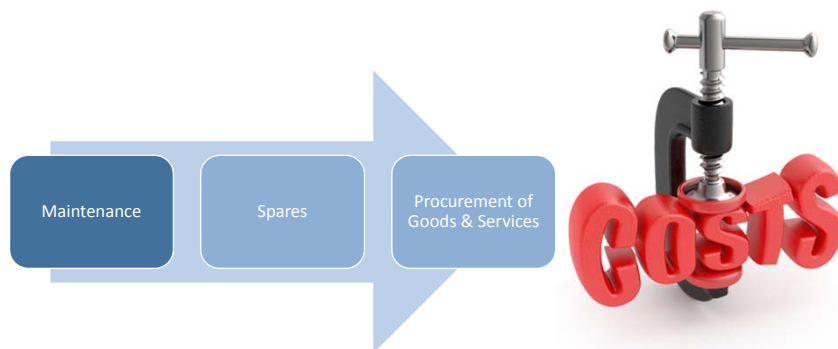 Maintenance
Spares
Procurement of
Goods & Services
COSTS